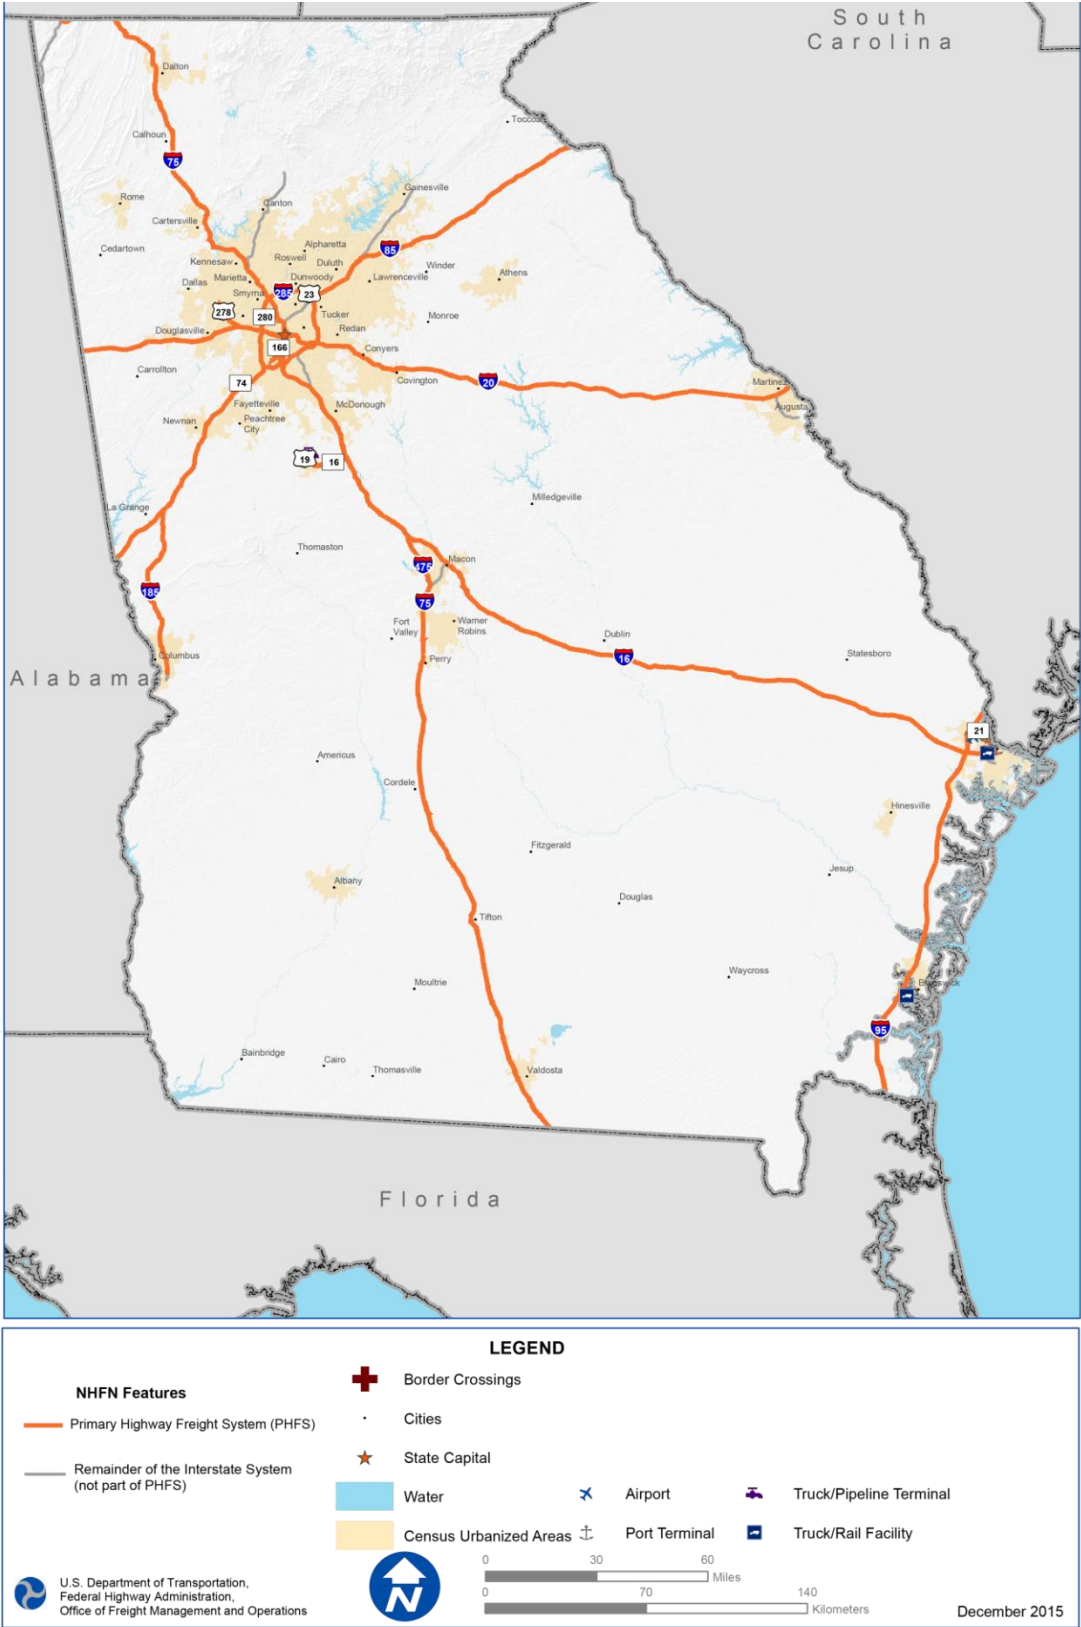 South
Carolina
Dalton
Toccoa
Calhoun
75
Rome
Gainesville
Canton
Cartersville
Cedartown
Alpharetta
85
Kennesaw
Roswell
Duluth
Winder
Athens
Marietta
Dunwoody
Lawrenceville
Dallas
Smyrna
285
23
278
280
Tucker
Monroe
Douglasville
Redan
166
Conyers
Carrollton
74
Covington
20
Martinez
Fayetteville
McDonough
Augusta
Newnan
Peachtree
City
19
16
Milledgeville
La Grange
Thomaston
475
Macon
185
75
Fort
Valley
Warner
Robins
Dublin
Columbus
Perry
16
Statesboro
Alabama
21
Americus
Cordele
Hinesville
Fitzgerald
Jesup
Albany
Douglas
Tifton
Waycross
Moultrie
Brunswick
95
Bainbridge
Cairo
Thomasville
Valdosta
Florida
LEGEND
NHFN Features
Primary Highway Freight System (PHFS)
Remainder of the Interstate System
(not part of PHFS)
Border Crossings
Cities
State Capital
Water
Airport
Truck/Pipeline Terminal
Census Urbanized Areas
Port Terminal
Truck/Rail Facility
N
0 30 60
Miles
0 70 140
Kilometers
U.S. Department of Transportation,
Federal Highway Administration,
Office of Freight Management and Operations
December 2015